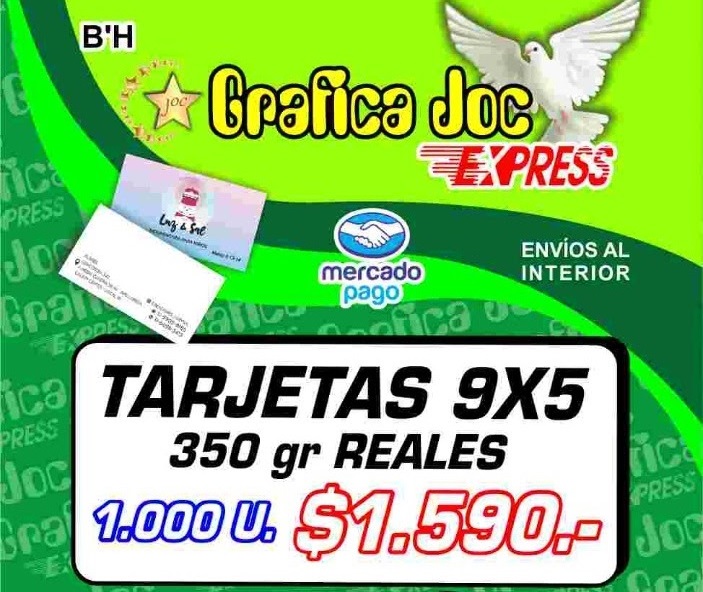 B'H
JOC
Grafica Joc
EXPRESS
Luz & Sol
mercado
pago
ENVÍOS AL
INTERIOR
TARJETAS 9X5
350 gr REALES
1.000 U. $1.590.-